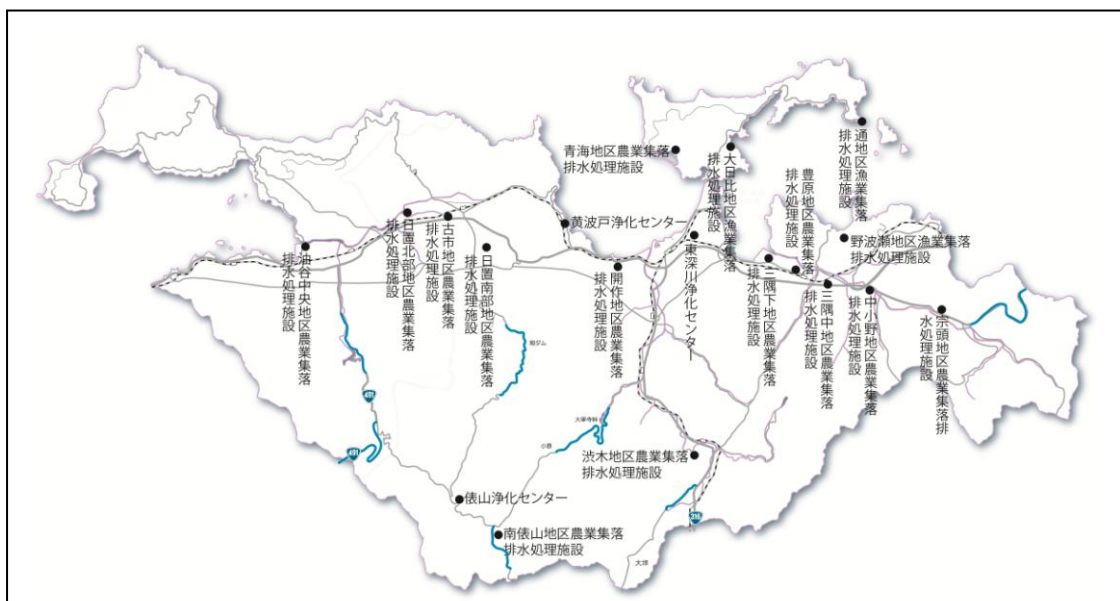 通地区漁業集落
排水処理施設
青海地区農業集落
排水処理施設
大日比地区漁業集落
排水処理施設
豊原地区農業集落
排水処理施設
野波瀬地区漁業集落
排水処理施設
黄波戸浄化センター
東深川浄化センター
日置北部地区農業集落
排水処理施設
古市地区農業集落
排水処理施設
日置南部地区農業集落
排水処理施設
油谷中央地区農業集落
排水処理施設
開作地区農業集落
排水処理施設
三隅下地区農業集落
排水処理施設
三隅中地区農業集落
排水処理施設
中小野地区農業集落
排水処理施設
宗頭地区農業集落排
水処理施設
491
491
小原
渋木地区農業集落
排水処理施設
俵山浄化センター
316
南俵山地区農業集落
排水処理施設